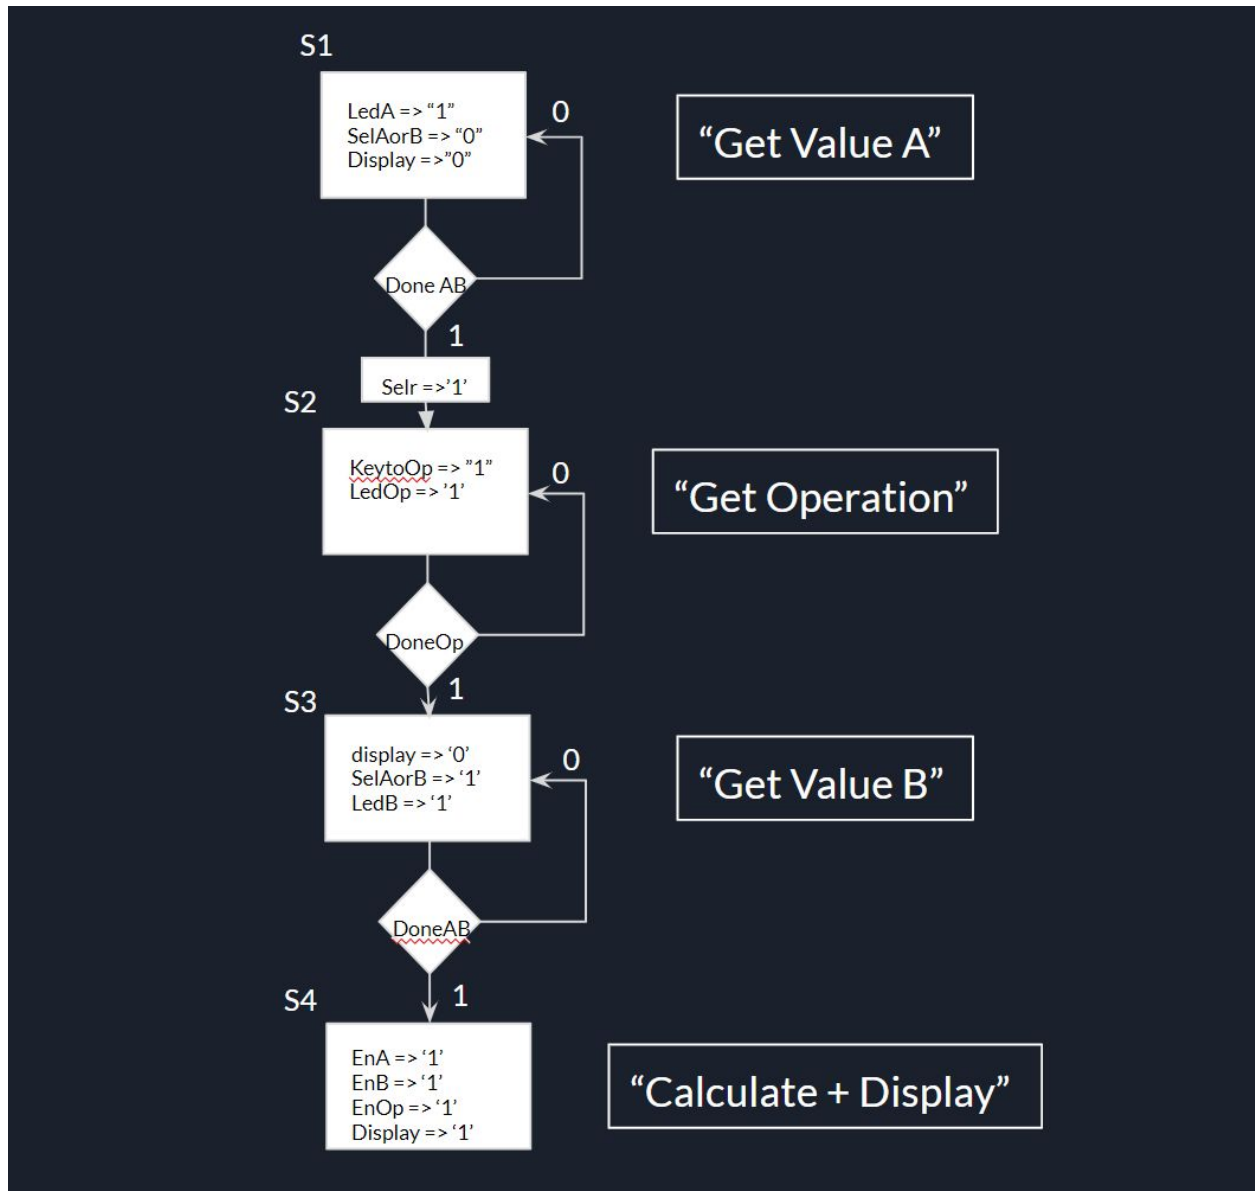 S1
LedA => “1”
SelAorB => “0”
Display =>”0”
0
“Get Value A”
Done AB
1
Selr =>’1’
S2
KeytoOp => ”1”
LedOp => ’1’
0
“Get Operation”
DoneOp
1
S3
display => ‘0’
SelAorB => ‘1’
LedB => ‘1’
0
“Get Value B”
DoneAB
1
S4
EnA => ‘1’
EnB => ‘1’
EnOp => ‘1’
Display => ‘1’
“Calculate + Display”